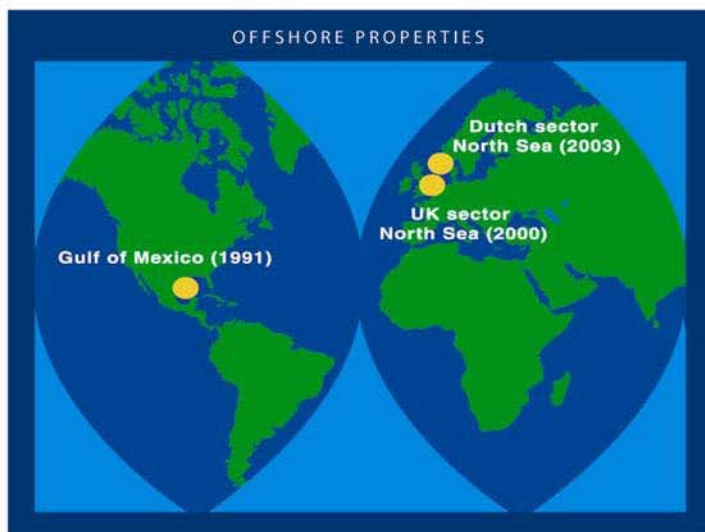 OFFSHORE PROPERTIES
Dutch sector
North Sea (2003)
UK sector
North Sea (2000)
Gulf of Mexico (1991)